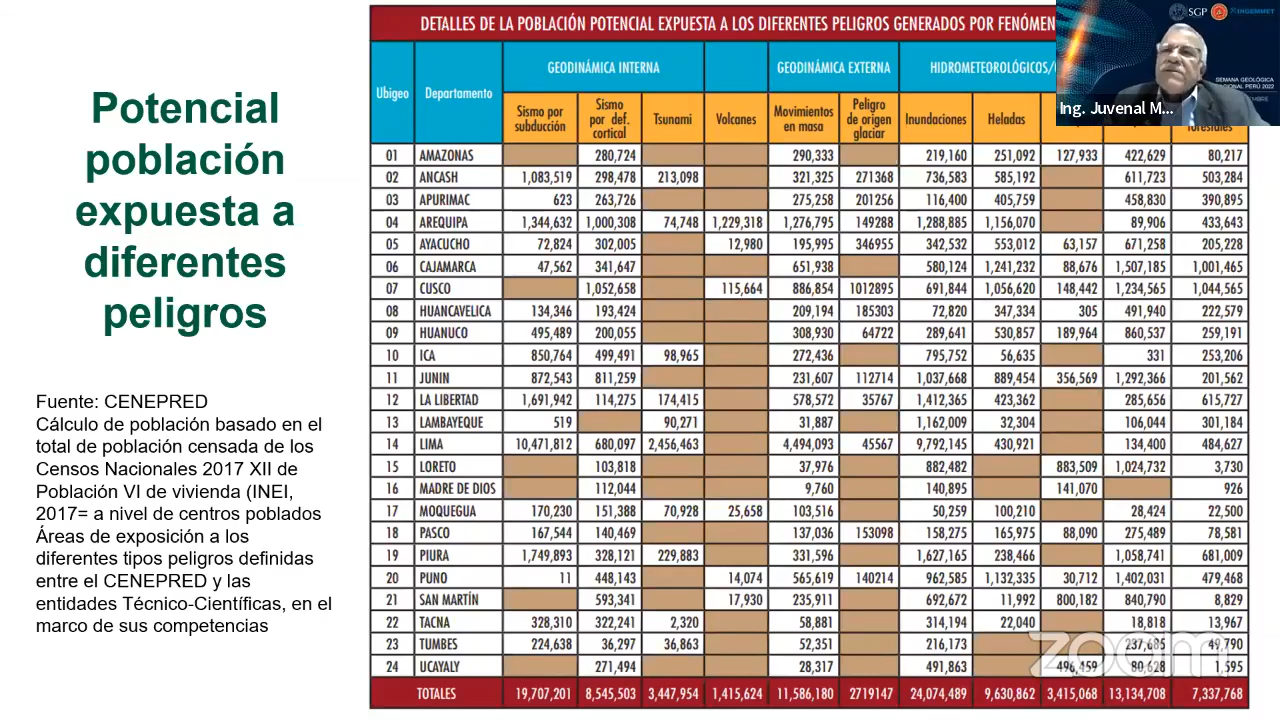 Potencial
población
expuesta a
diferentes
peligros
Fuente: CENEPRED
Cálculo de población basado en el
total de población censada de los
Censos Nacionales 2017 XII de
Población VI de vivienda (INEI,
2017= a nivel de centros poblados
Áreas de exposición a los
diferentes tipos peligros definidas
entre el CENEPRED y las
entidades Técnico-Científicas, en el
marco de sus competencias
DETALLES DE LA POBLACIÓN POTENCIAL EXPUESTA A LOS DIFERENTES PELIGROS GENERADOS POR FENÓME
Ubigeo Departamento GEODINÁMICA INTERNA GEODINÁMICA EXTERNA HIDROMETEOROLÓGICOS/
Sismo por subducción Sismo por def. cortical Tsunami Volcanes Movimientos en masa Peligro de origen glaciar Inundaciones Heladas forestales
01 AMAZONAS 280,724 290,333 219,160 251,092 127,933 422,629 80,217
02 ANCASH 1,083,519 298,478 213,098 321,325 271368 736,583 585,192 611,723 503,284
03 APURIMAC 623 263,726 275,258 201256 116,400 405,759 458,830 390,895
04 AREQUIPA 1,344,632 1,000,308 74,748 1,229,318 1,276,795 149288 1,288,885 1,156,070 89,906 433,643
05 AYACUCHO 72,824 302,005 12,980 195,995 346955 342,532 553,012 63,157 671,258 205,228
06 CAJAMARCA 47,562 341,647 651,938 580,124 1,241,232 88,676 1,507,185 1,001,465
07 CUSCO 1,052,658 115,664 886,854 1012895 691,844 1,056,620 148,442 1,234,565 1,044,565
08 HUANCAVELICA 134,346 193,424 209,194 185303 72,820 347,334 305 491,940 222,579
09 HUANUCO 495,489 200,055 308,930 64722 289,641 530,857 189,964 860,537 259,191
10 ICA 850,764 499,491 98,965 272,436 795,752 56,635 331 253,206
11 JUNIN 872,543 811,259 231,607 112714 1,037,668 889,454 356,569 1,292,366 201,562
12 LA LIBERTAD 1,691,942 114,275 174,415 578,572 35767 1,412,365 423,362 285,656 615,727
13 LAMBAYEQUE 519 90,271 31,887 1,162,009 32,304 106,044 301,184
14 LIMA 10,471,812 680,097 2,456,463 4,494,093 45567 9,792,145 430,921 134,400 484,627
15 LORETO 103,818 37,976 882,482 883,509 1,024,732 3,730
16 MADRE DE DIOS 112,044 9,760 140,895 141,070 926
17 MOQUEGUA 170,230 151,388 70,928 25,658 103,516 50,259 100,210 28,424 22,500
18 PASCO 167,544 140,469 137,036 153098 158,275 165,975 88,090 275,489 78,581
19 PIURA 1,749,893 328,121 229,883 331,596 1,627,165 238,466 1,058,741 681,009
20 PUNO 11 448,143 14,074 565,619 140214 962,585 1,132,335 30,712 1,402,031 479,468
21 SAN MARTÍN 593,341 17,930 235,911 692,672 11,992 800,182 840,790 8,829
22 TACNA 328,310 322,241 2,320 58,881 314,194 22,040 18,818 13,967
23 TUMBES 224,638 36,297 36,863 52,351 216,173 237,685 49,790
24 UCAYALY 271,494 28,317 491,863 496,459 80,628 1,595
TOTALES 19,707,201 8,545,503 3,447,954 1,415,624 11,586,180 2719147 24,074,489 9,630,862 3,415,068 13,134,708 7,337,768
SGP INGEMMET
SEMANA GEOLÓGICA
PERÚ 2022
Ing. Juvenal M...
zoom